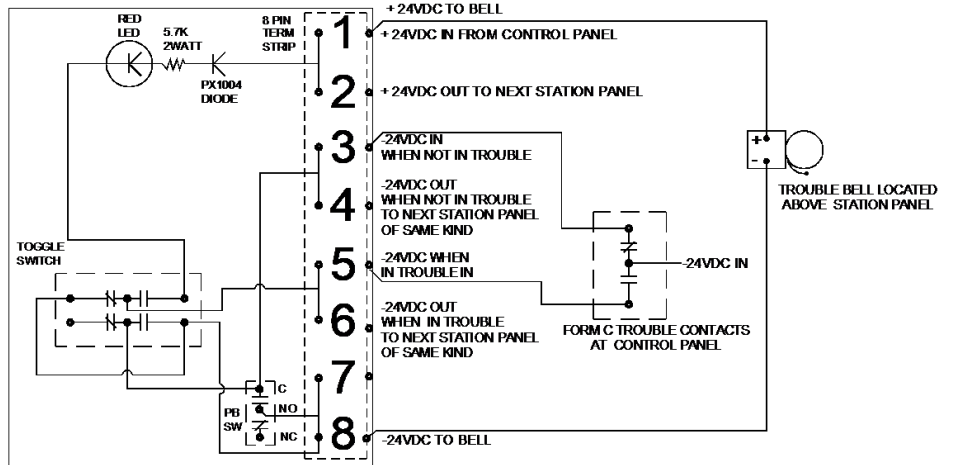 + 24VDC TO BELL
RED
LED
5.7K
2WATT
8 PIN
TERM
STRIP
1
+ 24VDC IN FROM CONTROL PANEL
PX1004
DIODE
2
+ 24VDC OUT TO NEXT STATION PANEL
3
-24VDC IN
WHEN NOT IN TROUBLE
+
-
TROUBLE BELL LOCATED
ABOVE STATION PANEL
4
-24VDC OUT
WHEN NOT IN TROUBLE
TO NEXT STATION PANEL
OF SAME KIND
TOGGLE
SWITCH
5
-24VDC WHEN
IN TROUBLE IN
-24VDC IN
6
-24VDC OUT
WHEN IN TROUBLE
TO NEXT STATION PANEL
OF SAME KIND
FORM C TROUBLE CONTACTS
AT CONTROL PANEL
7
C
NO
PB
SW
NC
8
-24VDC TO BELL